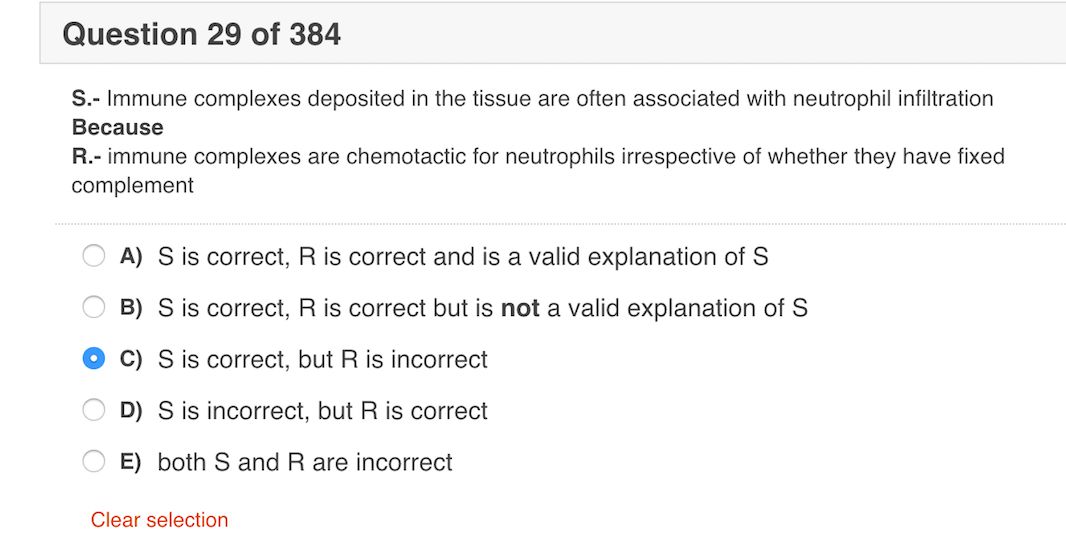 Question 29 of 384
S.- Immune complexes deposited in the tissue are often associated with neutrophil infiltration
Because
R.- immune complexes are chemotactic for neutrophils irrespective of whether they have fixed
complement
A) S is correct, R is correct and is a valid explanation of S
B) S is correct, R is correct but is not a valid explanation of S
C) S is correct, but R is incorrect
D) S is incorrect, but R is correct
E) both S and R are incorrect
Clear selection